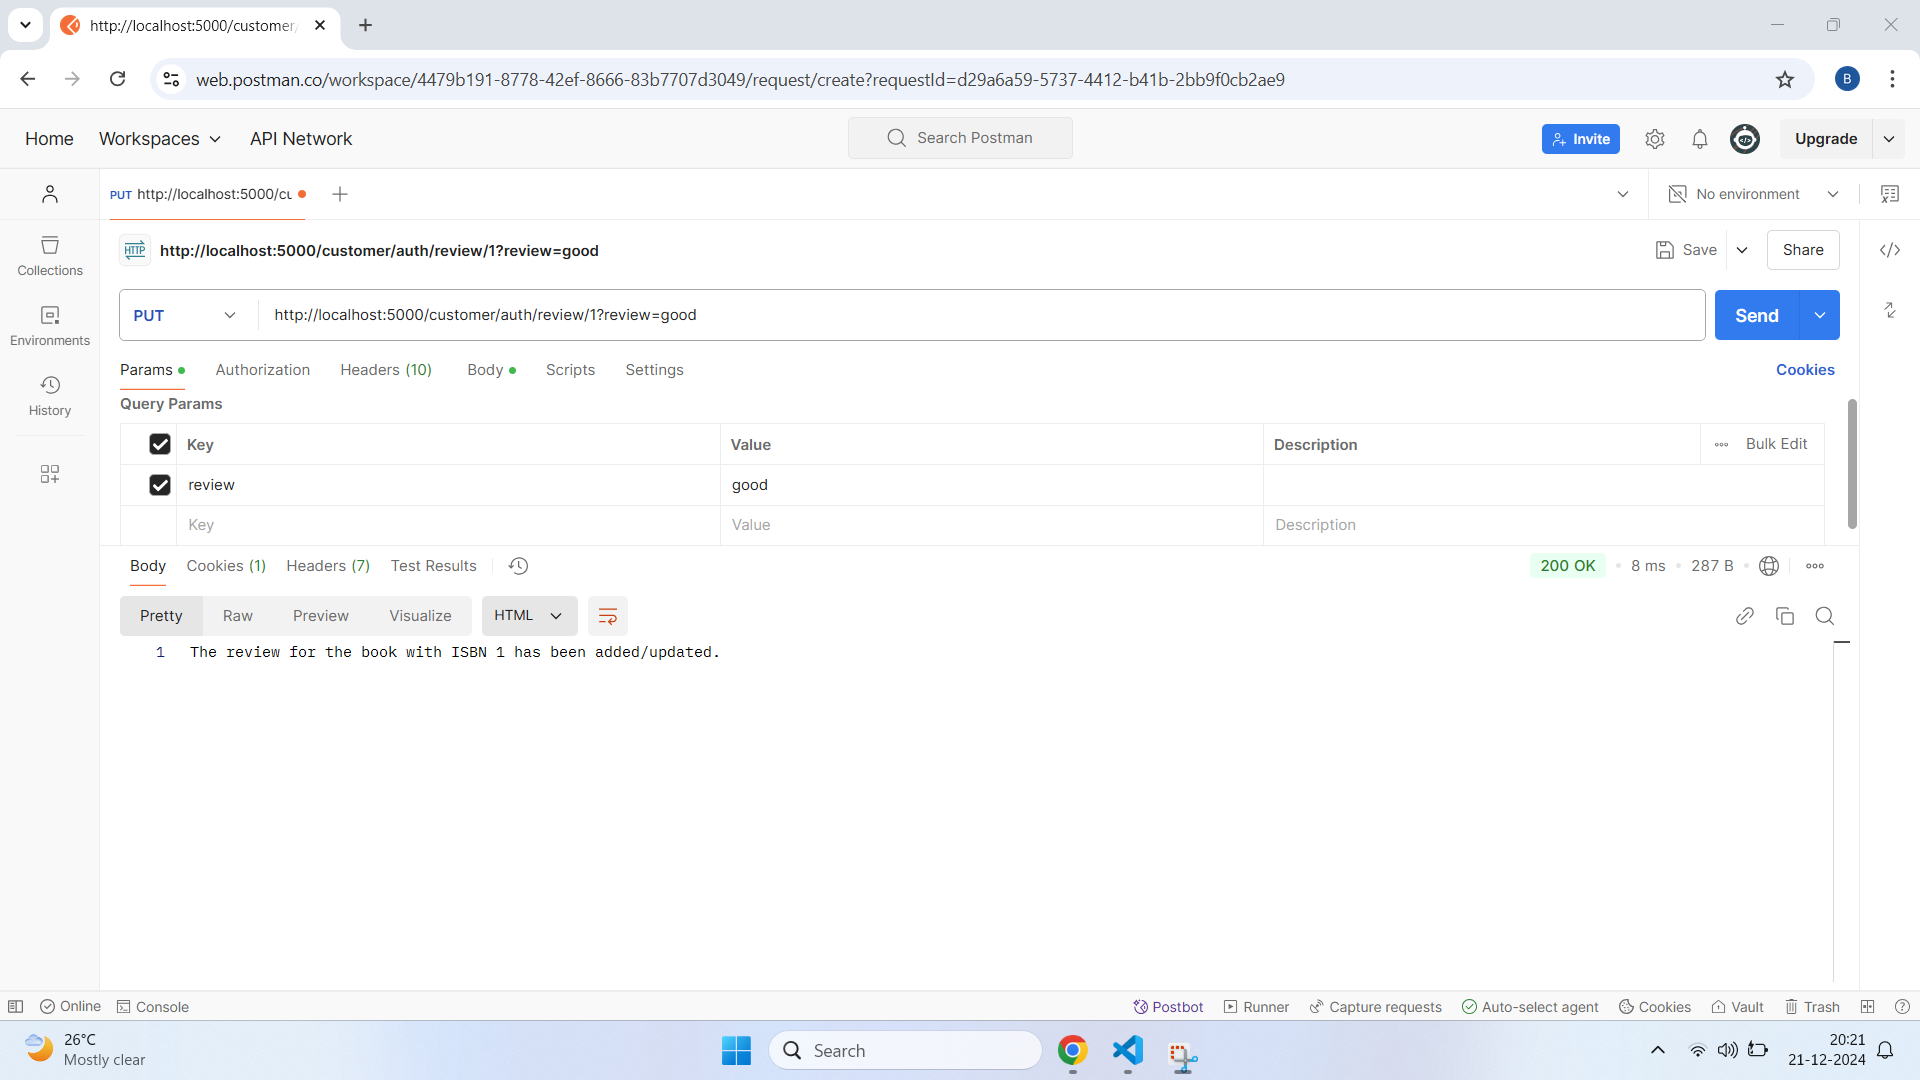 http://localhost:5000/customer/
web.postman.co/workspace/4479b191-8778-42ef-8666-83b7707d3049/request/create?requestId=d29a6a59-5737-4412-b41b-2bb9f0cb2ae9
B
Home Workspaces API Network Search Postman Invite Upgrade
PUT http://localhost:5000/cu No environment
HTTP http://localhost:5000/customer/auth/review/1?review=good Save Share
Collections
PUT http://localhost:5000/customer/auth/review/1?review=good Send
Environments
Params Authorization Headers (10) Body Scripts Settings Cookies
History
Query Params
Key Value Description Bulk Edit
review good
Key Value Description
Body Cookies (1) Headers (7) Test Results 200 OK 8 ms 287 B
Pretty Raw Preview Visualize HTML
1 The review for the book with ISBN 1 has been added/updated.
Online Console Postbot Runner Capture requests Auto-select agent Cookies Vault Trash
26°C
Mostly clear
Search
20:21
21-12-2024